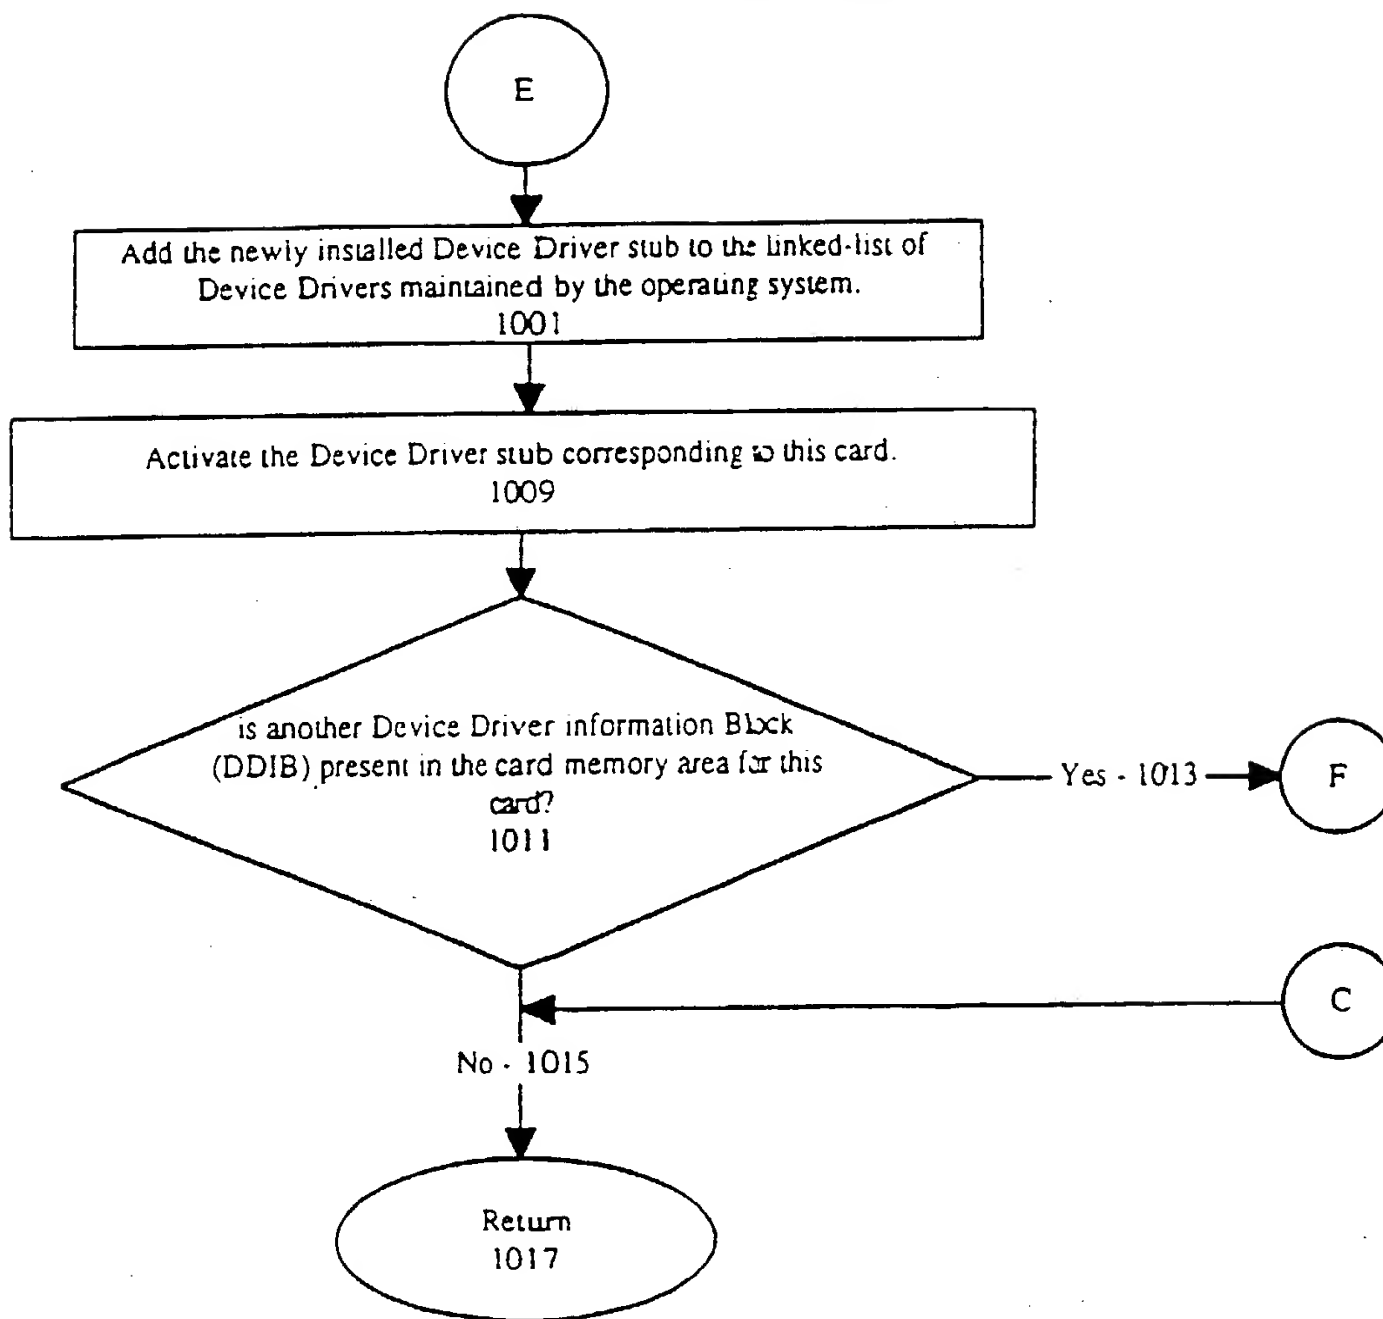 E
Add the newly installed Device Driver stub to the linked-list of
Device Drivers maintained by the operating system.
1001
Activate the Device Driver stub corresponding to this card.
1009
is another Device Driver information Block
(DDIB) present in the card memory area for this
card?
1011
Yes - 1013
F
C
No - 1015
Return
1017